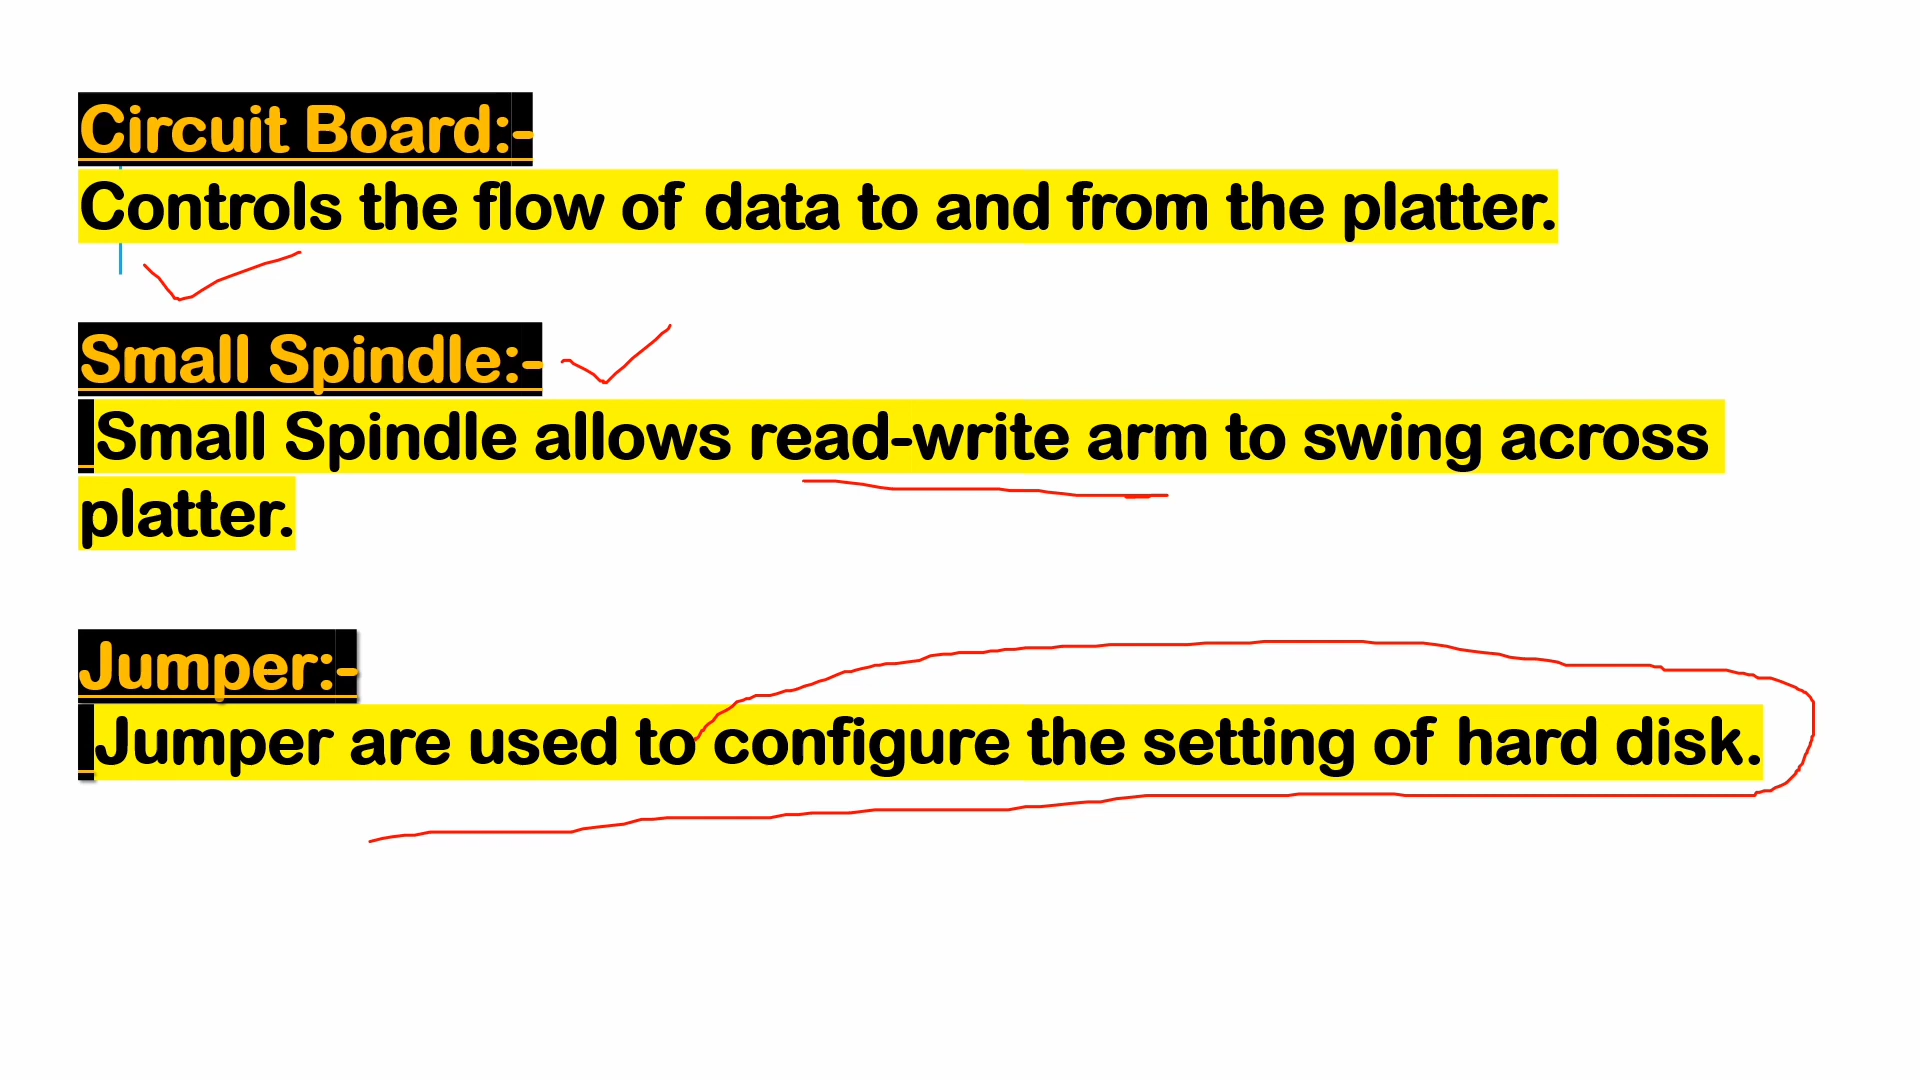 Circuit Board:-
Controls the flow of data to and from the platter.
Small Spindle:-
Small Spindle allows read-write arm to swing across
platter.
Jumper:-
Jumper are used to configure the setting of hard disk.